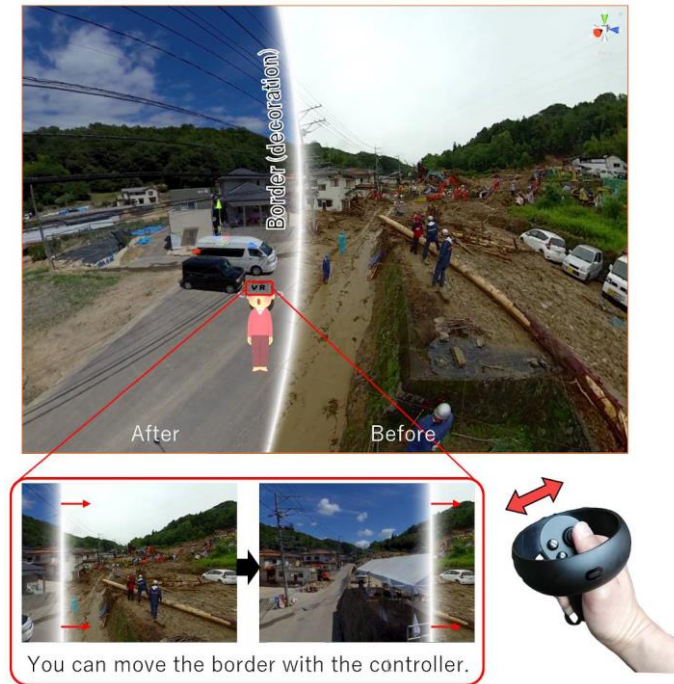 Border (decoration)
VR
After
Before
You can move the border with the controller.